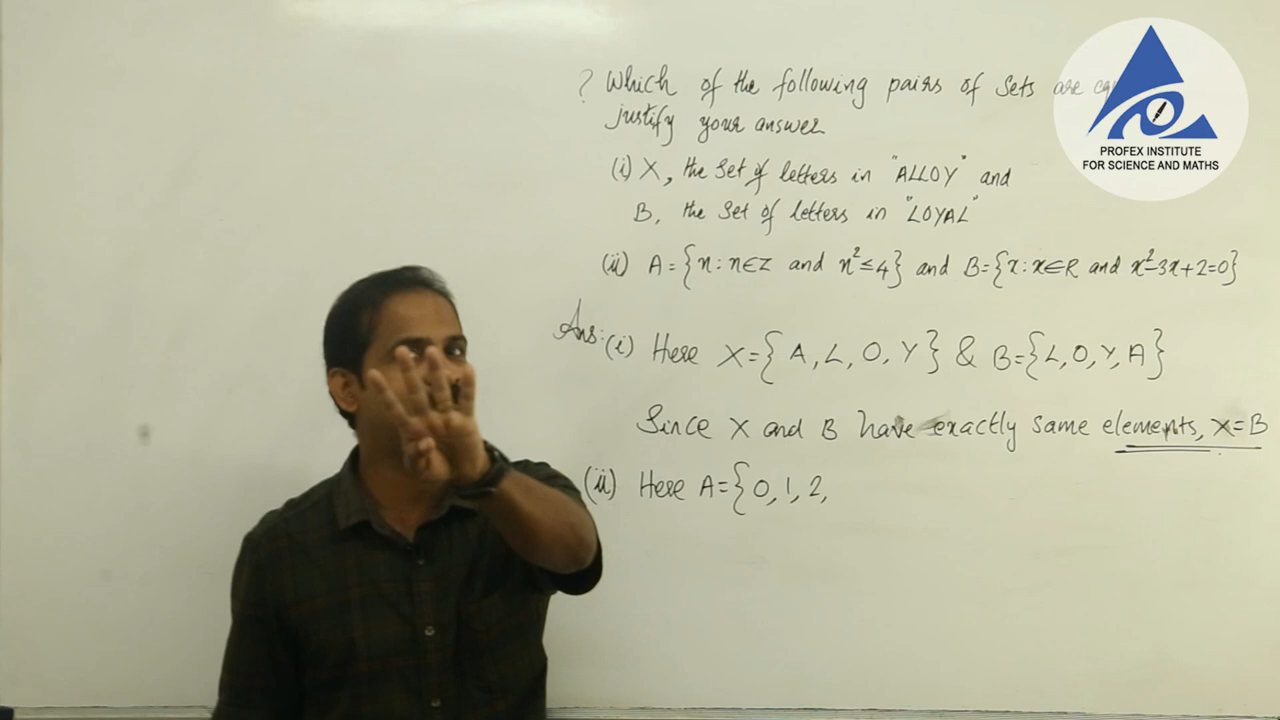 ? Which of the following pairs of sets are
justify your answer
(i) X, the set of letters in "ALLOY" and
B, the set of letters in "LOYAL"
(ii) A={n : n∈Z and n²≤4} and B={x : x∈R and x²-3x+2=0}
Ans: (i) Here X={A, L, O, Y} & B={L, O, Y, A}
Since X and B have exactly same elements, X=B
(ii) Here A={0, 1, 2,
PROFEX INSTITUTE
FOR SCIENCE AND MATHS